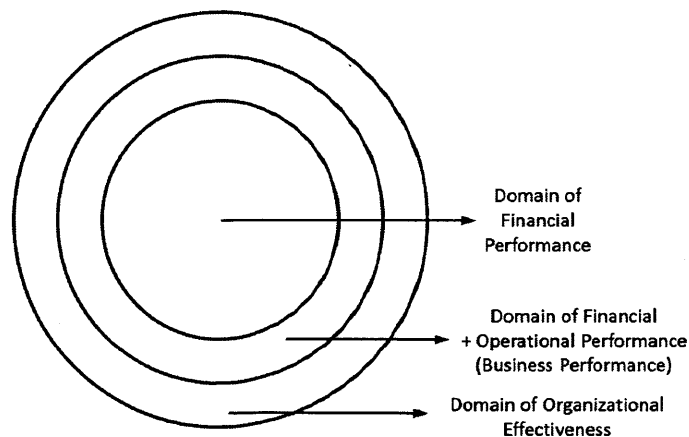 Domain of
Financial
Performance
Domain of Financial
+ Operational Performance
(Business Performance)
Domain of Organizational
Effectiveness